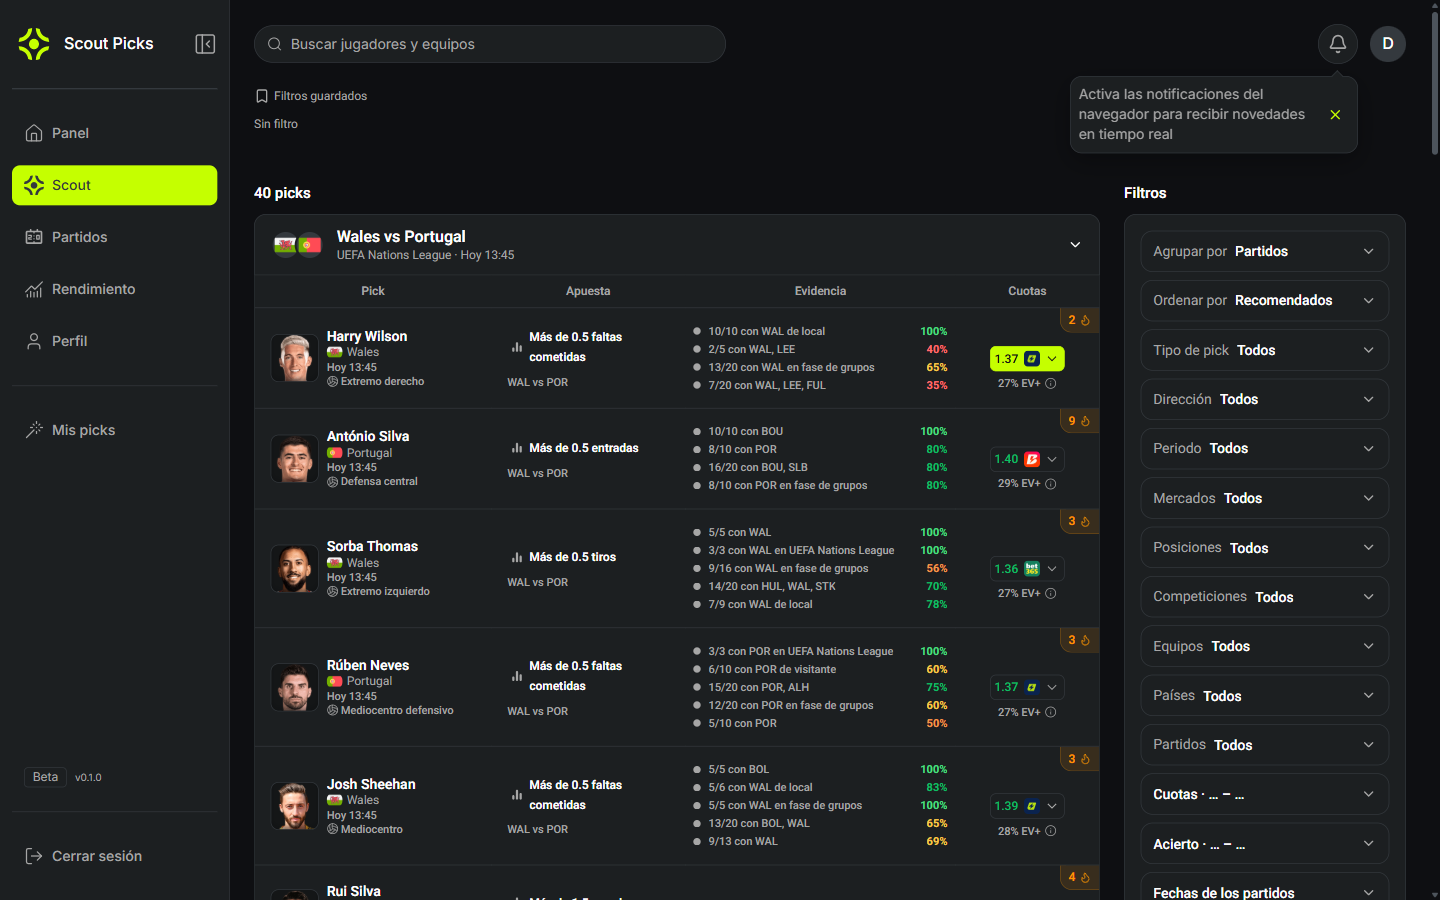 Scout Picks
Buscar jugadores y equipos
D
Filtros guardados
Sin filtro
Activa las notificaciones del
navegador para recibir novedades
en tiempo real
Panel
Scout
Partidos
Rendimiento
Perfil
Mis picks
Beta v0.1.0
Cerrar sesión
40 picks
Wales vs Portugal
UEFA Nations League · Hoy 13:45
Pick Apuesta Evidencia Cuotas
2
Harry Wilson
Wales
Hoy 13:45
Extremo derecho
Más de 0.5 faltas
cometidas
WAL vs POR
10/10 con WAL de local 100%
2/5 con WAL, LEE 40%
13/20 con WAL en fase de grupos 65%
7/20 con WAL, LEE, FUL 35%
1.37
27% EV+
9
António Silva
Portugal
Hoy 13:45
Defensa central
Más de 0.5 entradas
WAL vs POR
10/10 con BOU 100%
8/10 con POR 80%
16/20 con BOU, SLB 80%
8/10 con POR en fase de grupos 80%
1.40
29% EV+
3
Sorba Thomas
Wales
Hoy 13:45
Extremo izquierdo
Más de 0.5 tiros
WAL vs POR
5/5 con WAL 100%
3/3 con WAL en UEFA Nations League 100%
9/16 con WAL en fase de grupos 56%
14/20 con HUL, WAL, STK 70%
7/9 con WAL de local 78%
1.36 bet365
27% EV+
3
Rúben Neves
Portugal
Hoy 13:45
Mediocentro defensivo
Más de 0.5 faltas
cometidas
WAL vs POR
3/3 con POR en UEFA Nations League 100%
6/10 con POR de visitante 60%
15/20 con POR, ALH 75%
12/20 con POR en fase de grupos 60%
5/10 con POR 50%
1.37
27% EV+
3
Josh Sheehan
Wales
Hoy 13:45
Mediocentro
Más de 0.5 faltas
cometidas
WAL vs POR
5/5 con BOL 100%
5/6 con WAL de local 83%
5/5 con WAL en fase de grupos 100%
13/20 con BOL, WAL 65%
9/13 con WAL 69%
1.39
28% EV+
4
Rui Silva
Filtros
Agrupar por Partidos
Ordenar por Recomendados
Tipo de pick Todos
Dirección Todos
Periodo Todos
Mercados Todos
Posiciones Todos
Competiciones Todos
Equipos Todos
Países Todos
Partidos Todos
Cuotas · ... – ...
Acierto · ... – ...
Fechas de los partidos